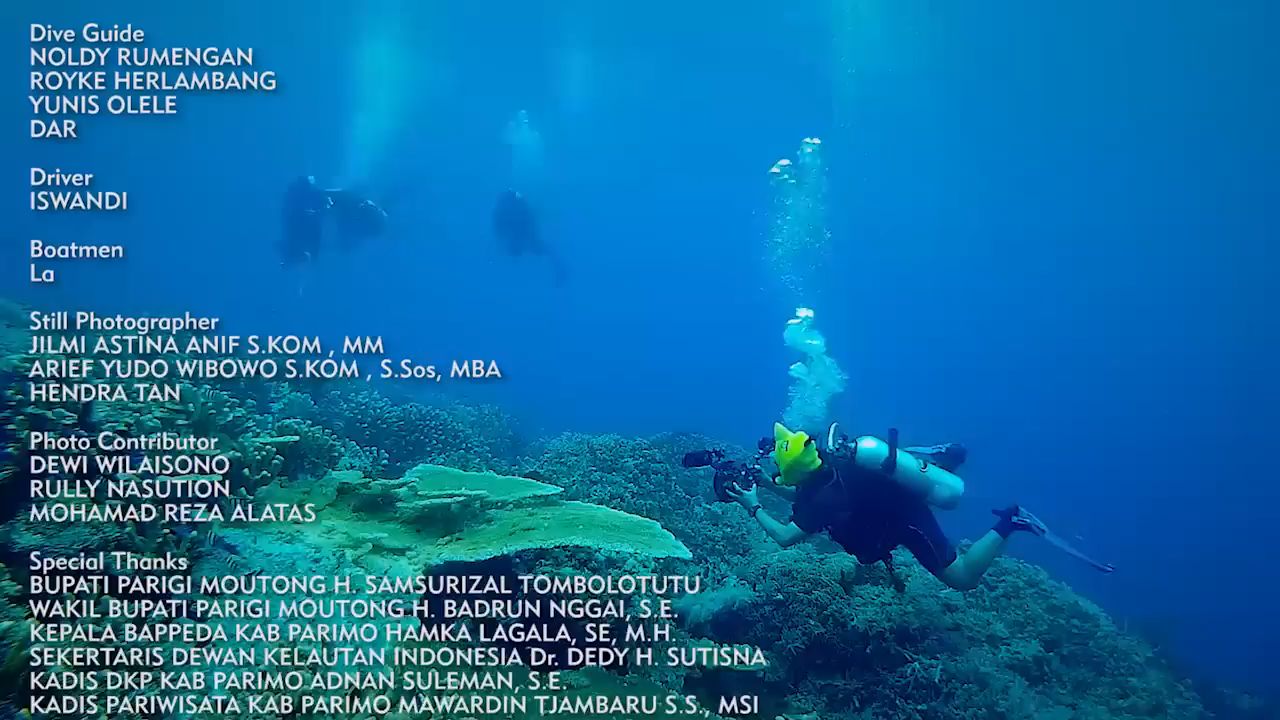 Dive Guide
NOLDY RUMENGAN
ROYKE HERLAMBANG
YUNIS OLELE
DAR
Driver
ISWANDI
Boatmen
La
Still Photographer
JILMI ASTINA ANIF S.KOM , MM
ARIEF YUDO WIBOWO S.KOM , S.Sos, MBA
HENDRA TAN
Photo Contributor
DEWI WILAISONO
RULLY NASUTION
MOHAMAD REZA ALATAS
Special Thanks
BUPATI PARIGI MOUTONG H. SAMSURIZAL TOMBOLOTUTU
WAKIL BUPATI PARIGI MOUTONG H. BADRUN NGGAI, S.E.
KEPALA BAPPEDA KAB PARIMO HAMKA LAGALA, SE, M.H.
SEKERTARIS DEWAN KELAUTAN INDONESIA Dr. DEDY H. SUTISNA
KADIS DKP KAB PARIMO ADNAN SULEMAN, S.E.
KADIS PARIWISATA KAB PARIMO MAWARDIN TJAMBARU S.S., MSI